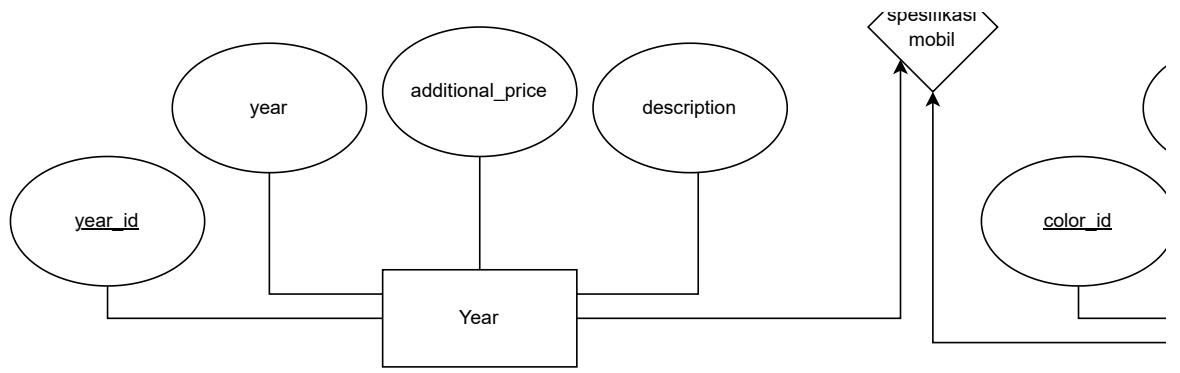 spesifikasi
mobil
year
additional_price
description
year_id
color_id
Year